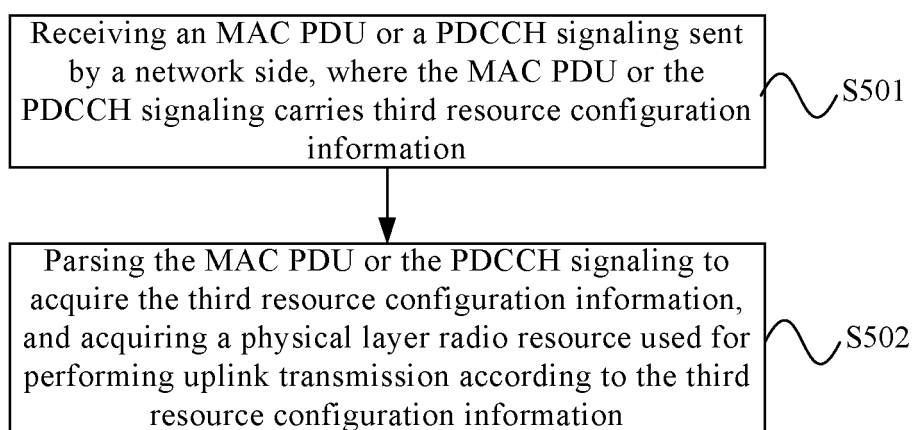 Receiving an MAC PDU or a PDCCH signaling sent
by a network side, where the MAC PDU or the
PDCCH signaling carries third resource configuration
information
S501
Parsing the MAC PDU or the PDCCH signaling to
acquire the third resource configuration information,
and acquiring a physical layer radio resource used for
performing uplink transmission according to the third
resource configuration information
S502